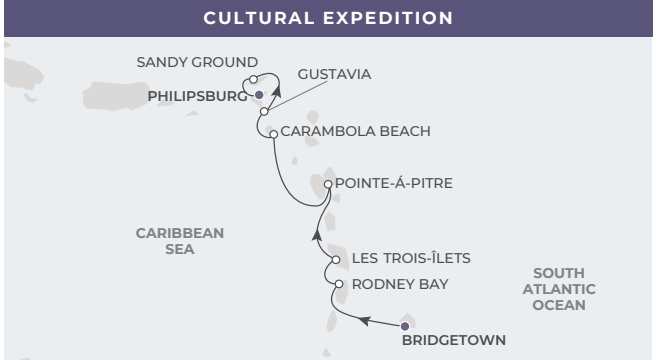 CULTURAL EXPEDITION
SANDY GROUND
GUSTAVIA
PHILIPSBURG
CARAMBOLA BEACH
POINTE-Á-PITRE
CARIBBEAN
SEA
LES TROIS-ÎLETS
RODNEY BAY
SOUTH
ATLANTIC
OCEAN
BRIDGETOWN